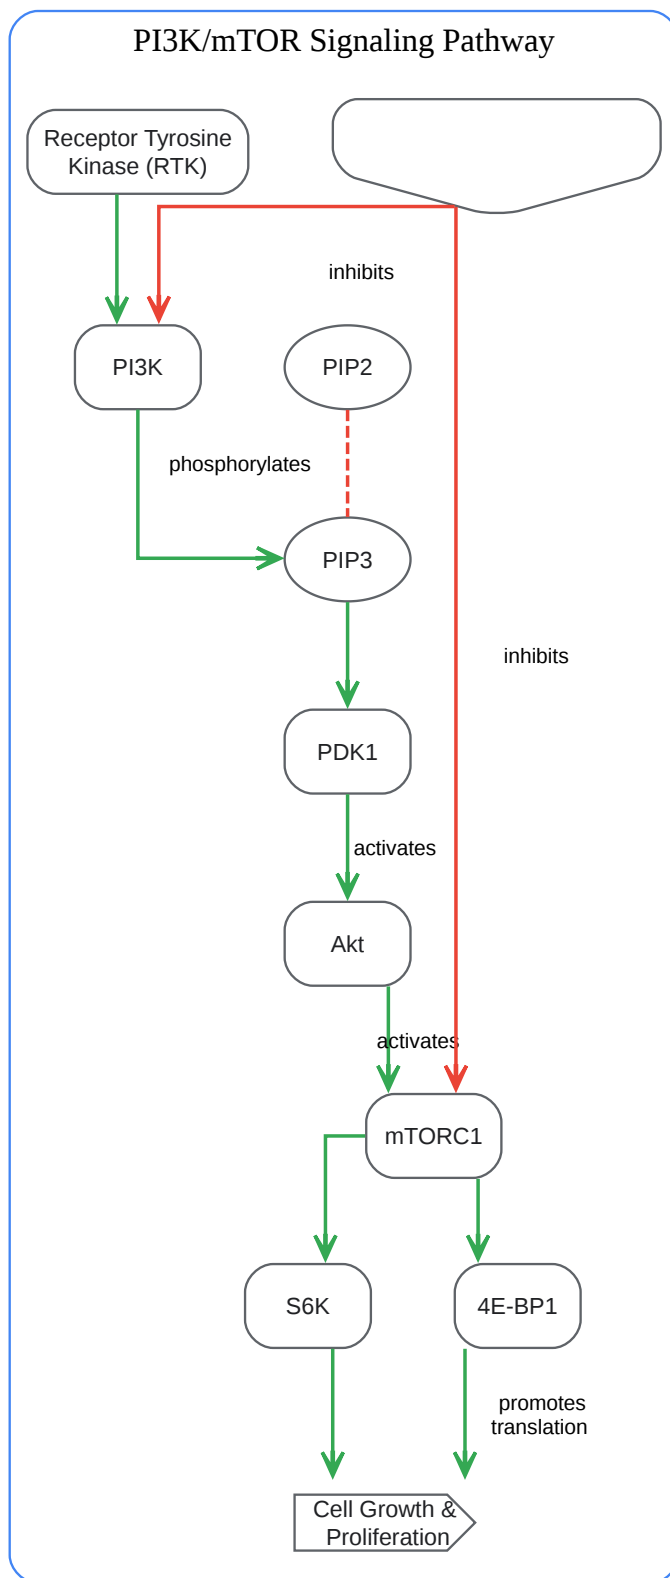 PI3K/mTOR Signaling Pathway
Receptor Tyrosine
Kinase (RTK)
inhibits
PI3K
PIP2
phosphorylates
PIP3
inhibits
PDK1
activates
Akt
activates
mTORC1
S6K
4E-BP1
promotes
translation
Cell Growth &
Proliferation